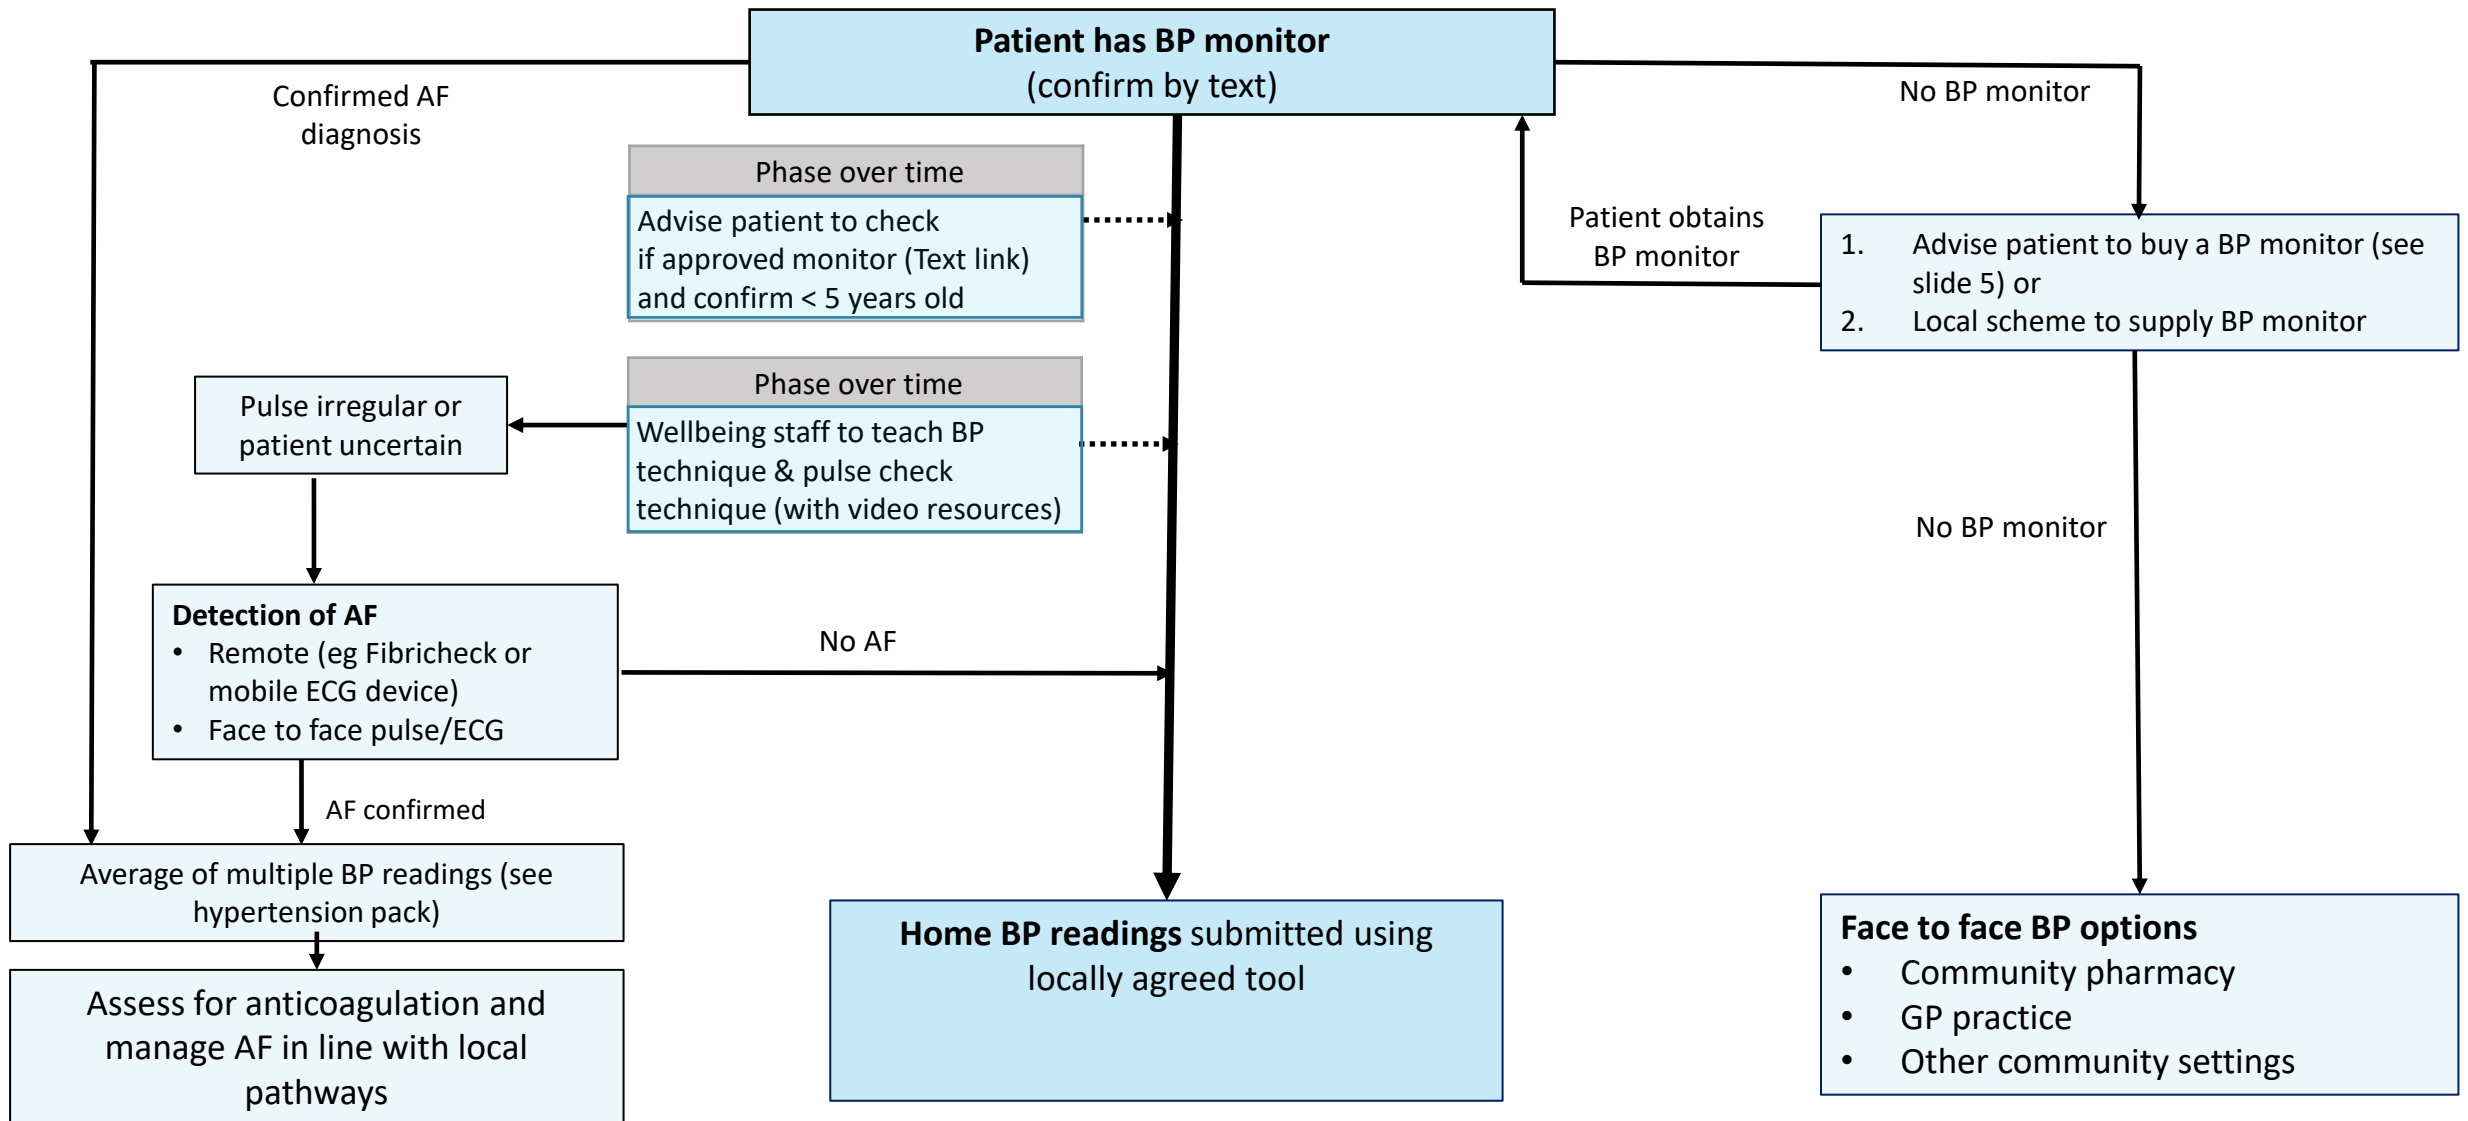 Patient has BP monitor
(confirm by text)
Confirmed AF
diagnosis
No BP monitor
Phase over time
Advise patient to check
if approved monitor (Text link)
and confirm < 5 years old
Patient obtains
BP monitor
1. Advise patient to buy a BP monitor (see
slide 5) or
2. Local scheme to supply BP monitor
Phase over time
Wellbeing staff to teach BP
technique & pulse check
technique (with video resources)
Pulse irregular or
patient uncertain
No BP monitor
Detection of AF
• Remote (eg Fibricheck or
mobile ECG device)
• Face to face pulse/ECG
No AF
AF confirmed
Average of multiple BP readings (see
hypertension pack)
Assess for anticoagulation and
manage AF in line with local
pathways
Home BP readings submitted using
locally agreed tool
Face to face BP options
• Community pharmacy
• GP practice
• Other community settings